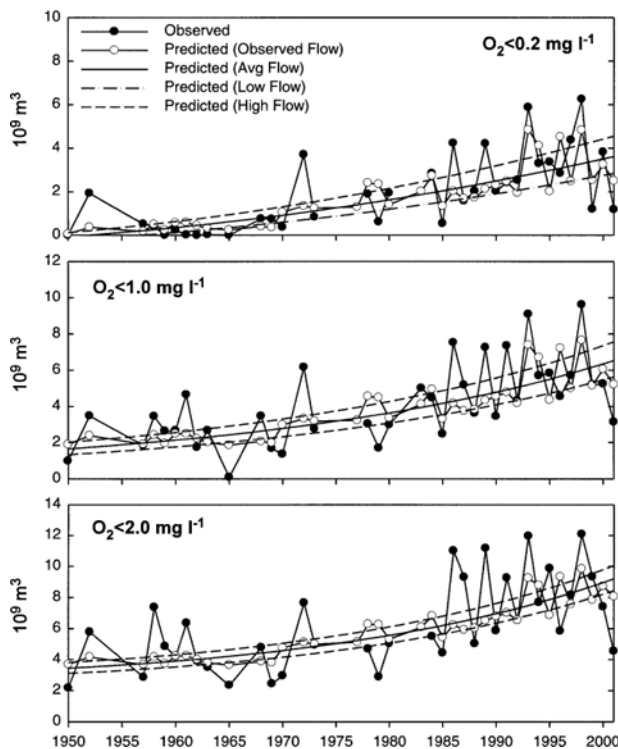 Observed
Predicted (Observed Flow)
Predicted (Avg Flow)
Predicted (Low Flow)
Predicted (High Flow)
O₂<0.2 mg l⁻¹
10⁹ m³
10
8
6
4
2
0
O₂<1.0 mg l⁻¹
10⁹ m³
12
10
8
6
4
2
0
O₂<2.0 mg l⁻¹
10⁹ m³
14
12
10
8
6
4
2
0
1950 1955 1960 1965 1970 1975 1980 1985 1990 1995 2000